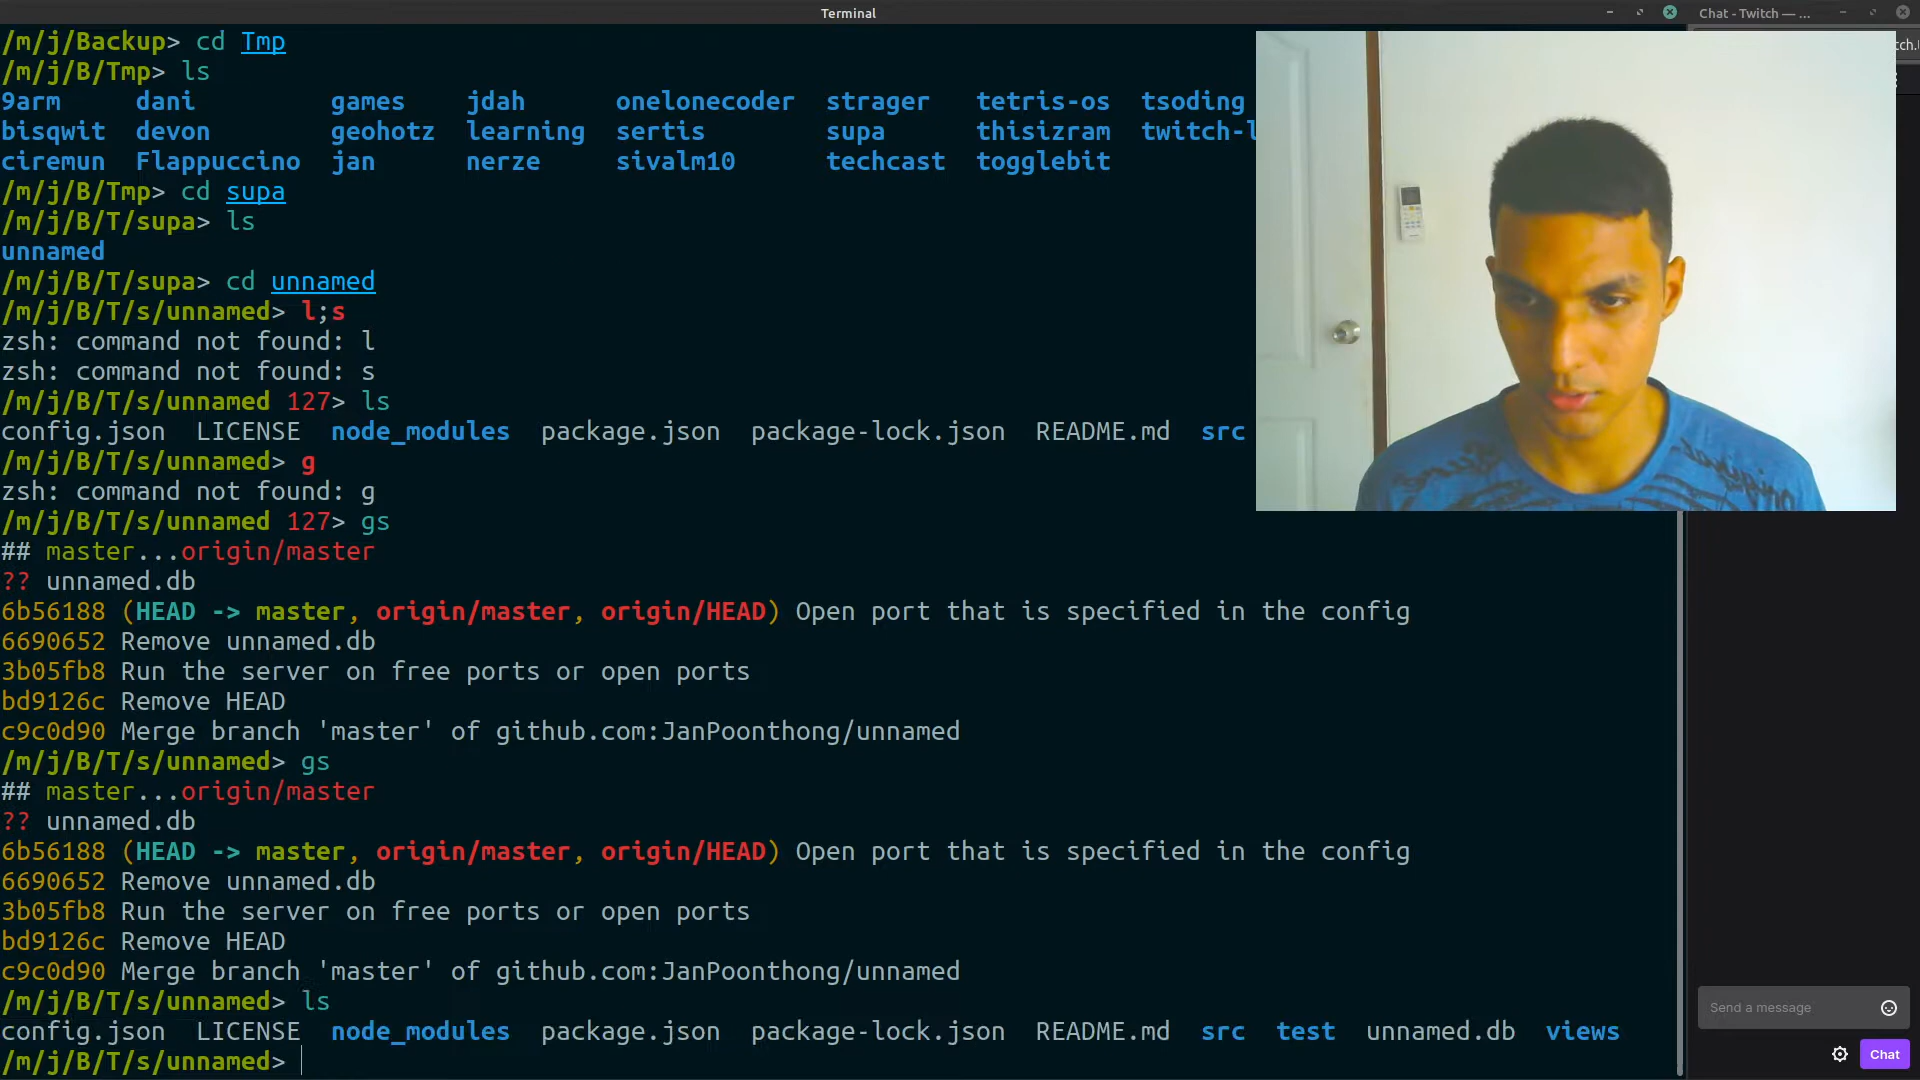 Terminal
Chat - Twitch — ...
/m/j/Backup> cd Tmp
/m/j/B/Tmp> ls
9arm dani games jdah onelonecoder strager tetris-os tsoding
bisqwit devon geohotz learning sertis supa thisizram twitch-l
ciremun Flappuccino jan nerze sivalm10 techcast togglebit
/m/j/B/Tmp> cd supa
/m/j/B/T/supa> ls
unnamed
/m/j/B/T/supa> cd unnamed
/m/j/B/T/s/unnamed> l;s
zsh: command not found: l
zsh: command not found: s
/m/j/B/T/s/unnamed 127> ls
config.json LICENSE node_modules package.json package-lock.json README.md src
/m/j/B/T/s/unnamed> g
zsh: command not found: g
/m/j/B/T/s/unnamed 127> gs
## master...origin/master
?? unnamed.db
6b56188 (HEAD -> master, origin/master, origin/HEAD) Open port that is specified in the config
6690652 Remove unnamed.db
3b05fb8 Run the server on free ports or open ports
bd9126c Remove HEAD
c9c0d90 Merge branch 'master' of github.com:JanPoonthong/unnamed
/m/j/B/T/s/unnamed> gs
## master...origin/master
?? unnamed.db
6b56188 (HEAD -> master, origin/master, origin/HEAD) Open port that is specified in the config
6690652 Remove unnamed.db
3b05fb8 Run the server on free ports or open ports
bd9126c Remove HEAD
c9c0d90 Merge branch 'master' of github.com:JanPoonthong/unnamed
/m/j/B/T/s/unnamed> ls
config.json LICENSE node_modules package.json package-lock.json README.md src test unnamed.db views
/m/j/B/T/s/unnamed>
tch.
Send a message
Chat